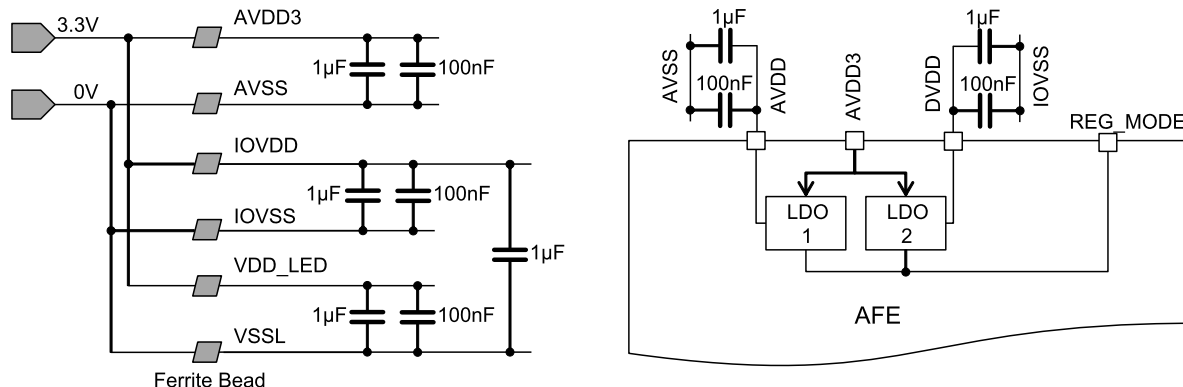 3.3V
AVDD3
1µF
100nF
0V
AVSS
IOVDD
1µF
100nF
IOVSS
1µF
VDD_LED
1µF
100nF
VSSL
Ferrite Bead
1µF
AVSS
100nF
AVDD
AVDD3
DVDD
1µF
100nF
IOVSS
REG_MODE
LDO
1
LDO
2
AFE